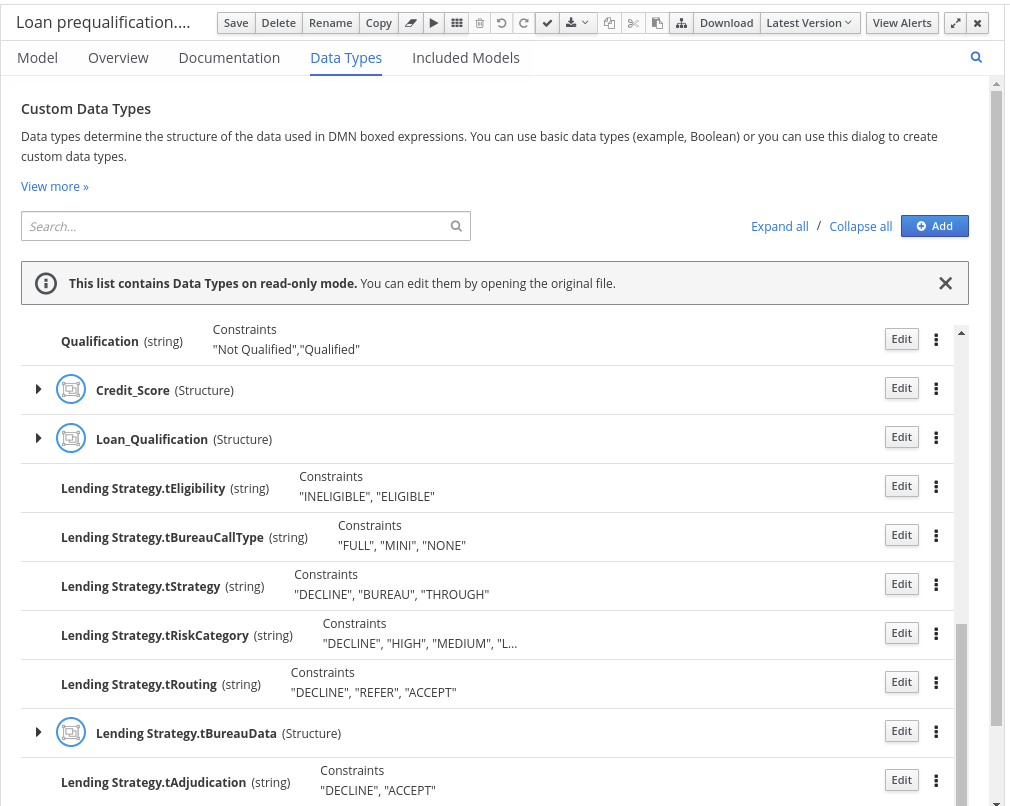 Loan prequalification.... Save Delete Rename Copy Download Latest Version View Alerts
Model Overview Documentation Data Types Included Models
Custom Data Types
Data types determine the structure of the data used in DMN boxed expressions. You can use basic data types (example, Boolean) or you can use this dialog to create
custom data types.
View more »
Search... Expand all / Collapse all Add
This list contains Data Types on read-only mode. You can edit them by opening the original file.
Constraints
Qualification (string) Edit
"Not Qualified","Qualified"
Credit_Score (Structure) Edit
Loan_Qualification (Structure) Edit
Constraints
Lending Strategy.tEligibility (string) Edit
"INELIGIBLE", "ELIGIBLE"
Constraints
Lending Strategy.tBureauCallType (string) Edit
"FULL", "MINI", "NONE"
Constraints
Lending Strategy.tStrategy (string) Edit
"DECLINE", "BUREAU", "THROUGH"
Constraints
Lending Strategy.tRiskCategory (string) Edit
"DECLINE", "HIGH", "MEDIUM", "L...
Constraints
Lending Strategy.tRouting (string) Edit
"DECLINE", "REFER", "ACCEPT"
Lending Strategy.tBureauData (Structure) Edit
Constraints
Lending Strategy.tAdjudication (string) Edit
"DECLINE", "ACCEPT"